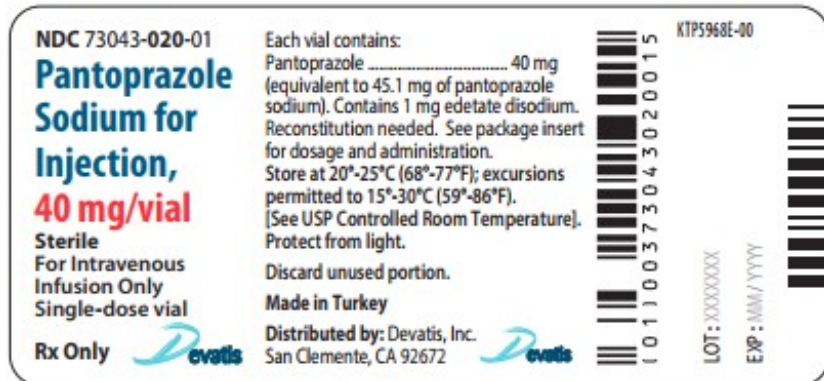 NDC 73043-020-01
Pantoprazole
Sodium for
Injection,
40 mg/vial
Sterile
For Intravenous
Infusion Only
Single-dose vial
Rx Only
Devatis
Each vial contains:
Pantoprazole ................................... 40 mg
(equivalent to 45.1 mg of pantoprazole
sodium). Contains 1 mg edetate disodium.
Reconstitution needed. See package insert
for dosage and administration.
Store at 20°-25°C (68°-77°F); excursions
permitted to 15°-30°C (59°-86°F).
[See USP Controlled Room Temperature].
Protect from light.
Discard unused portion.
Made in Turkey
Distributed by: Devatis, Inc.
San Clemente, CA 92672
Devatis
(01)00373043020015
KTP5968E-00
LOT: XXXXXXX
EXP: MM/YYYY